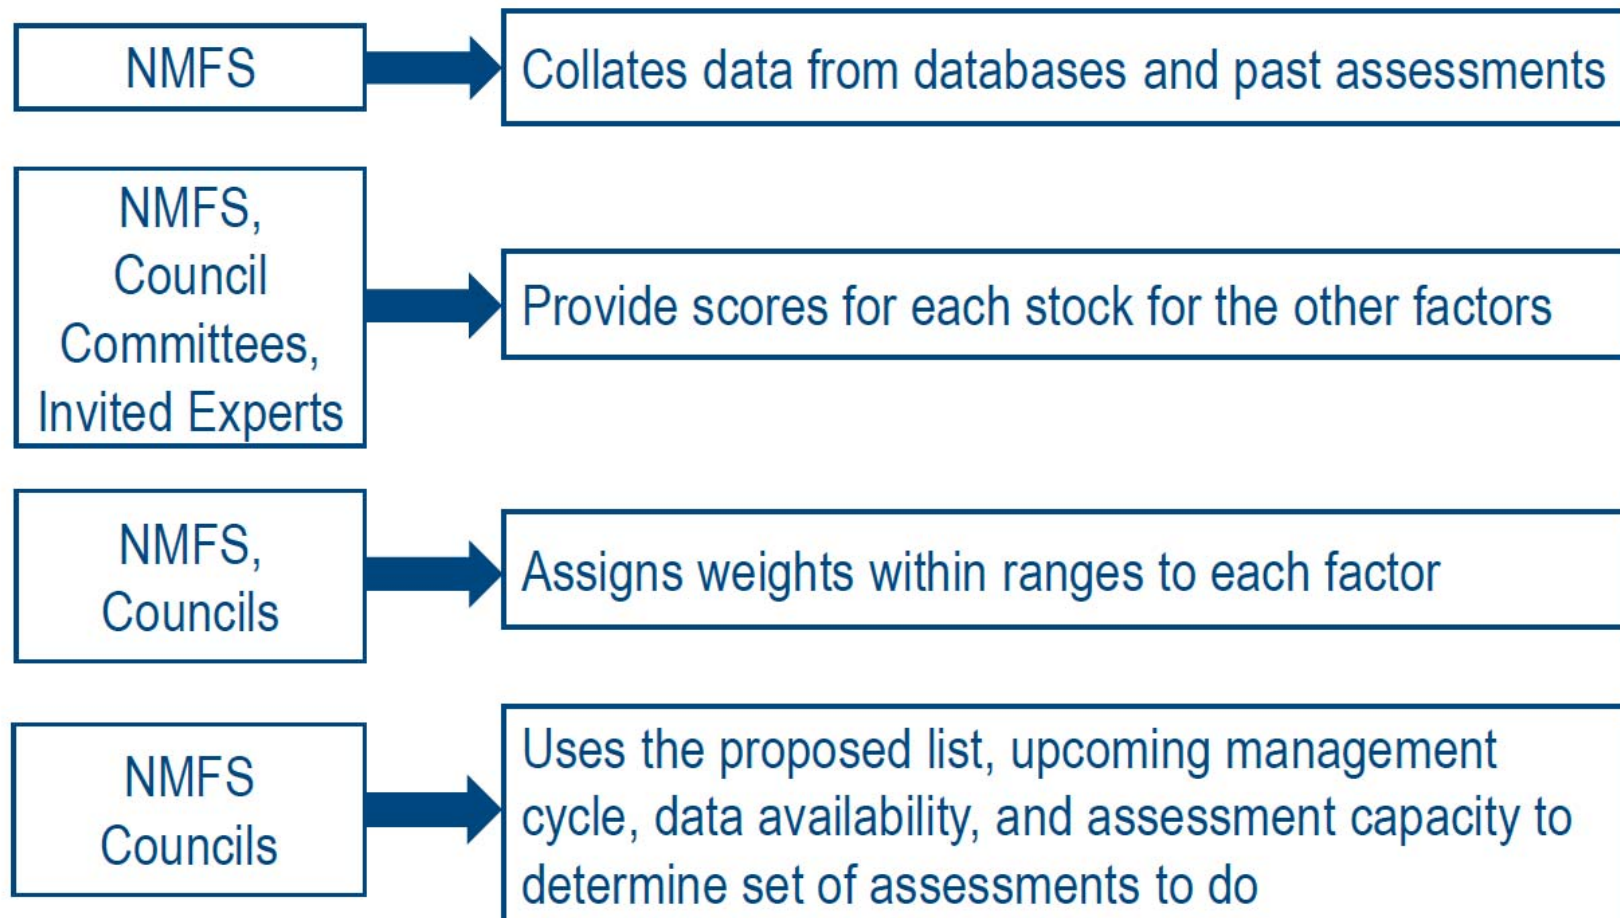 NMFS
Collates data from databases and past assessments
NMFS,
Council
Committees,
Invited Experts
Provide scores for each stock for the other factors
NMFS,
Councils
Assigns weights within ranges to each factor
NMFS
Councils
Uses the proposed list, upcoming management
cycle, data availability, and assessment capacity to
determine set of assessments to do